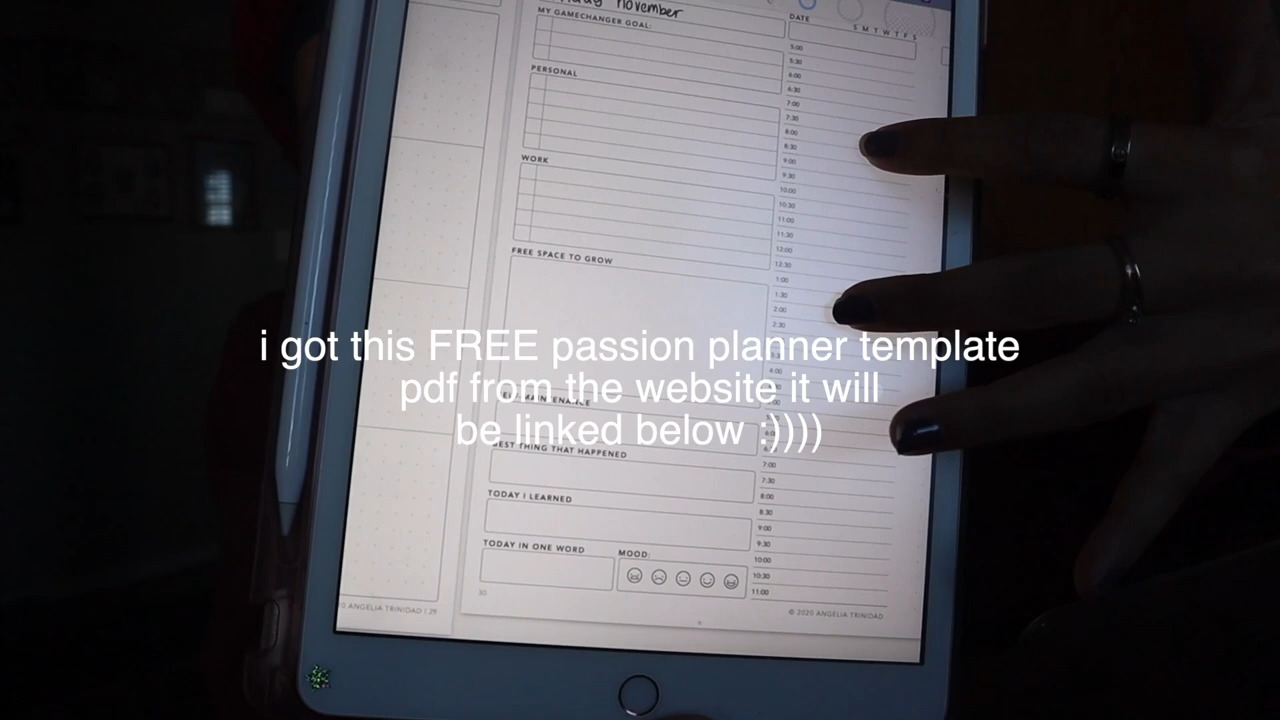 november
MY GAMECHANGER GOAL:
PERSONAL
WORK
FREE SPACE TO GROW
BEST THING THAT HAPPENED
TODAY I LEARNED
TODAY IN ONE WORD
MOOD:
30
ANGELIA TRINIDAD | 29
DATE
S M T W T F S
5:00
5:30
6:00
6:30
7:00
7:30
8:00
8:30
9:00
9:30
10:00
10:30
11:00
11:30
12:00
12:30
1:00
1:30
2:00
2:30
4:00
7:00
7:30
8:00
8:30
9:00
9:30
10:00
10:30
11:00
© 2020 ANGELIA TRINIDAD
i got this FREE passion planner template
pdf from the website it will
be linked below :))))